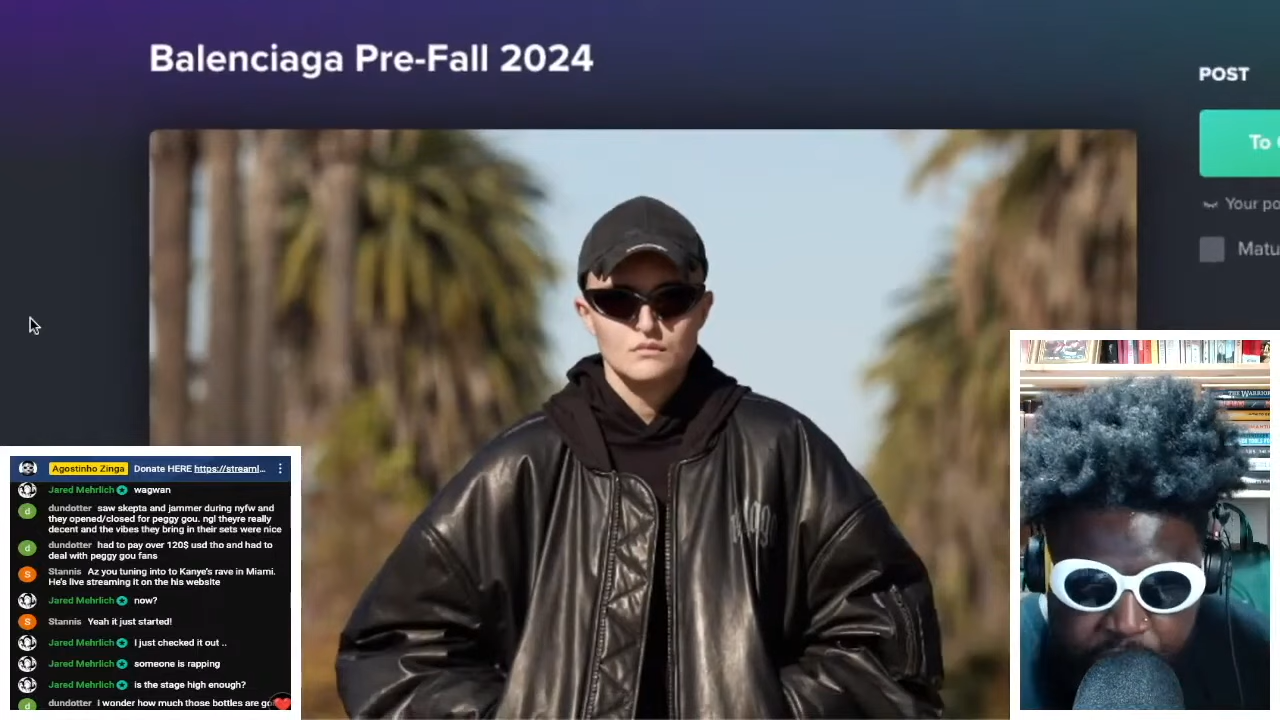 Balenciaga Pre-Fall 2024
POST
To
Your po
Matu
Agostinho Zinga Donate HERE https://streaml...
Jared Mehrlich wagwan
dundotter saw skepta and jammer during nyfw and
they opened/closed for peggy gou. ngl theyre really
decent and the vibes they bring in their sets were nice
dundotter had to pay over 120$ usd tho and had to
deal with peggy gou fans
Stannis Az you tuning into to Kanye's rave in Miami.
He's live streaming it on the his website
Jared Mehrlich now?
Stannis Yeah it just started!
Jared Mehrlich I just checked it out ..
Jared Mehrlich someone is rapping
Jared Mehrlich is the stage high enough?
dundotter i wonder how much those bottles are go
THE WARRIOR